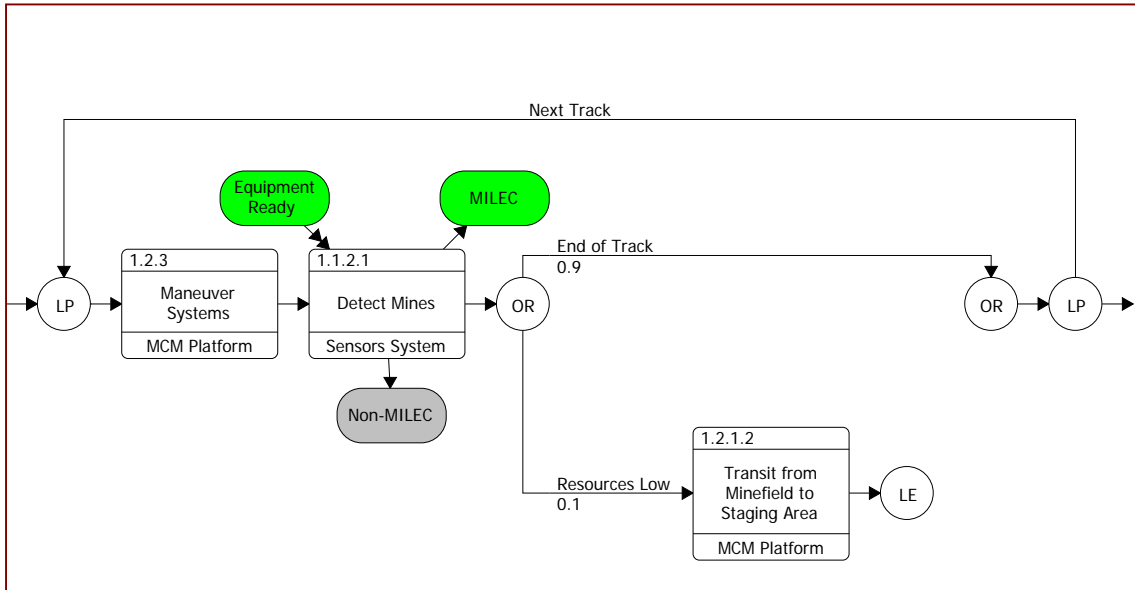 Next Track
Equipment
Ready
MILEC
End of Track
0.9
1.2.3
Maneuver
Systems
MCM Platform
1.1.2.1
Detect Mines
Sensors System
LP
OR
OR
LP
Non-MILEC
Resources Low
0.1
1.2.1.2
Transit from
Minefield to
Staging Area
MCM Platform
LE